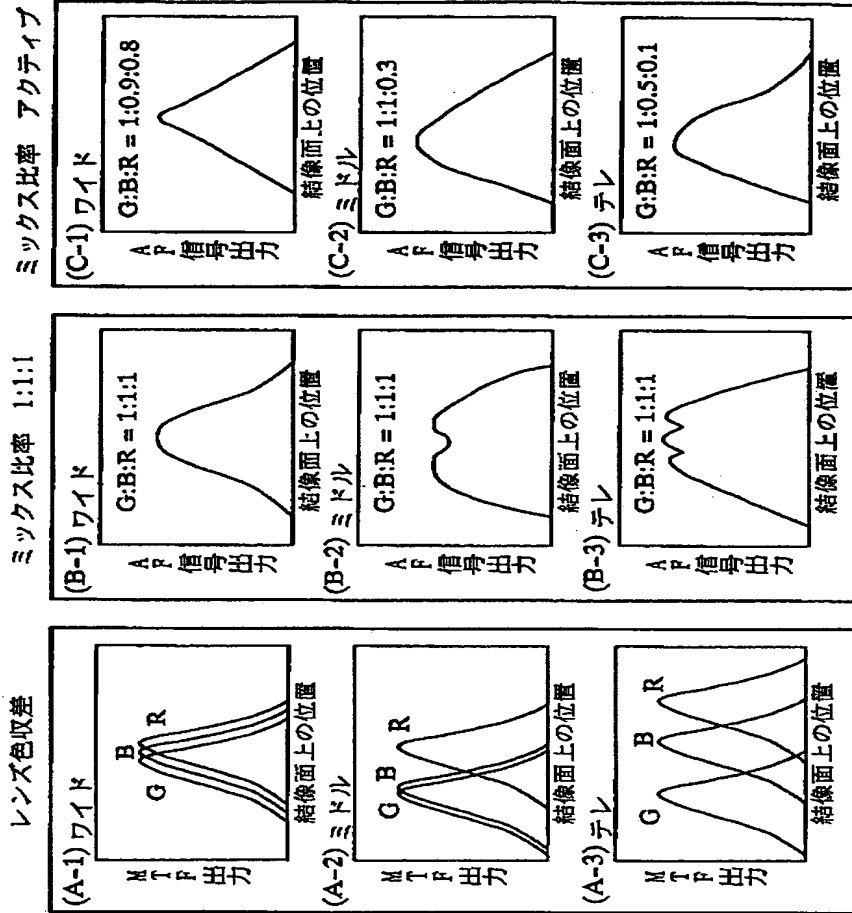 レンズ色収差
(A-1) ワイド
MTF出力
G
B
R
結像面上の位置
(A-2) ミドル
MTF出力
G B
R
結像面上の位置
(A-3) テレ
MTF出力
G
B
R
結像面上の位置
ミックス比率 1:1:1
(B-1) ワイド
AF信号出力
G:B:R = 1:1:1
結像面上の位置
(B-2) ミドル
AF信号出力
G:B:R = 1:1:1
結像面上の位置
(B-3) テレ
AF信号出力
G:B:R = 1:1:1
結像面上の位置
ミックス比率 アクティブ
(C-1) ワイド
AF信号出力
G:B:R = 1:0.9:0.8
結像面上の位置
(C-2) ミドル
AF信号出力
G:B:R = 1:1:0.3
結像面上の位置
(C-3) テレ
AF信号出力
G:B:R = 1:0.5:0.1
結像面上の位置